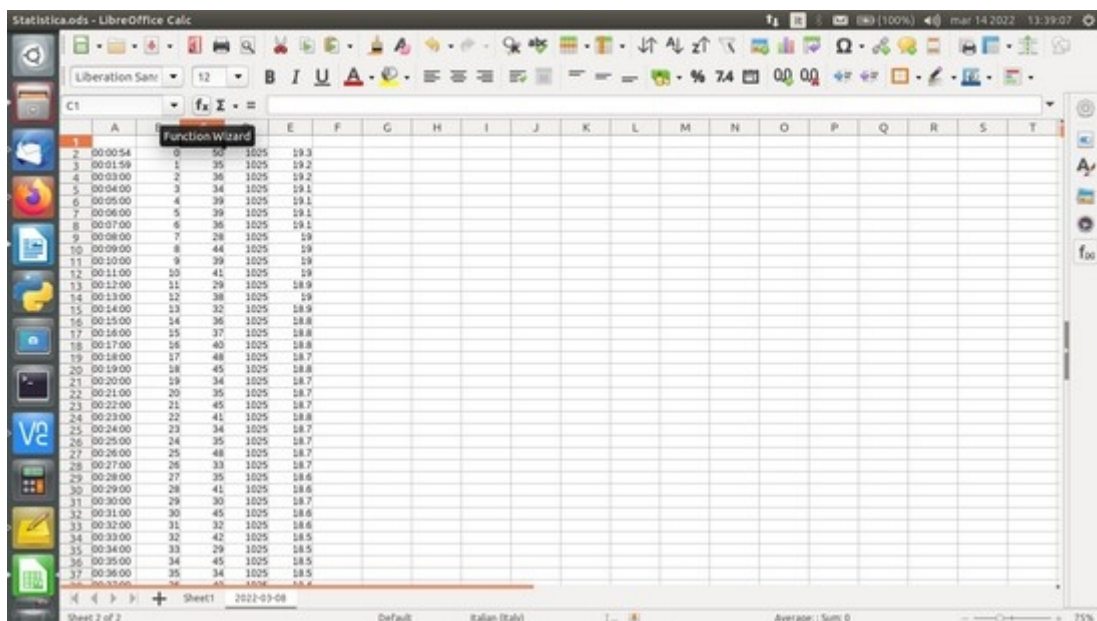 Statistica.ods - LibreOffice Calc It (100%) mar 14 2022 13:39:07
Liberation Sans 12 B I U A % 7.4 0.0 0.0
C1 fx Σ =
A E F G H I J K L M N O P Q R S T
Function Wizard
1
2 00:00:54 0 50 1025 19.3
3 00:01:59 1 35 1025 19.2
4 00:03:00 2 36 1025 19.2
5 00:04:00 3 34 1025 19.1
6 00:05:00 4 39 1025 19.1
7 00:06:00 5 39 1025 19.1
8 00:07:00 6 36 1025 19.1
9 00:08:00 7 28 1025 19
10 00:09:00 8 44 1025 19
11 00:10:00 9 39 1025 19
12 00:11:00 10 41 1025 19
13 00:12:00 11 29 1025 18.9
14 00:13:00 12 38 1025 19
15 00:14:00 13 32 1025 18.9
16 00:15:00 14 36 1025 18.8
17 00:16:00 15 37 1025 18.8
18 00:17:00 16 40 1025 18.8
19 00:18:00 17 48 1025 18.7
20 00:19:00 18 45 1025 18.8
21 00:20:00 19 34 1025 18.7
22 00:21:00 20 35 1025 18.7
23 00:22:00 21 45 1025 18.7
24 00:23:00 22 41 1025 18.8
25 00:24:00 23 34 1025 18.7
26 00:25:00 24 35 1025 18.7
27 00:26:00 25 48 1025 18.7
28 00:27:00 26 33 1025 18.7
29 00:28:00 27 35 1025 18.6
30 00:29:00 28 41 1025 18.6
31 00:30:00 29 30 1025 18.7
32 00:31:00 30 45 1025 18.6
33 00:32:00 31 32 1025 18.6
34 00:33:00 32 42 1025 18.5
35 00:34:00 33 29 1025 18.5
36 00:35:00 34 45 1025 18.5
37 00:36:00 35 34 1025 18.5
Sheet1 2022-03-08
Sheet 2 of 2 Default Italian (Italy) Average: ; Sum: 0 75%